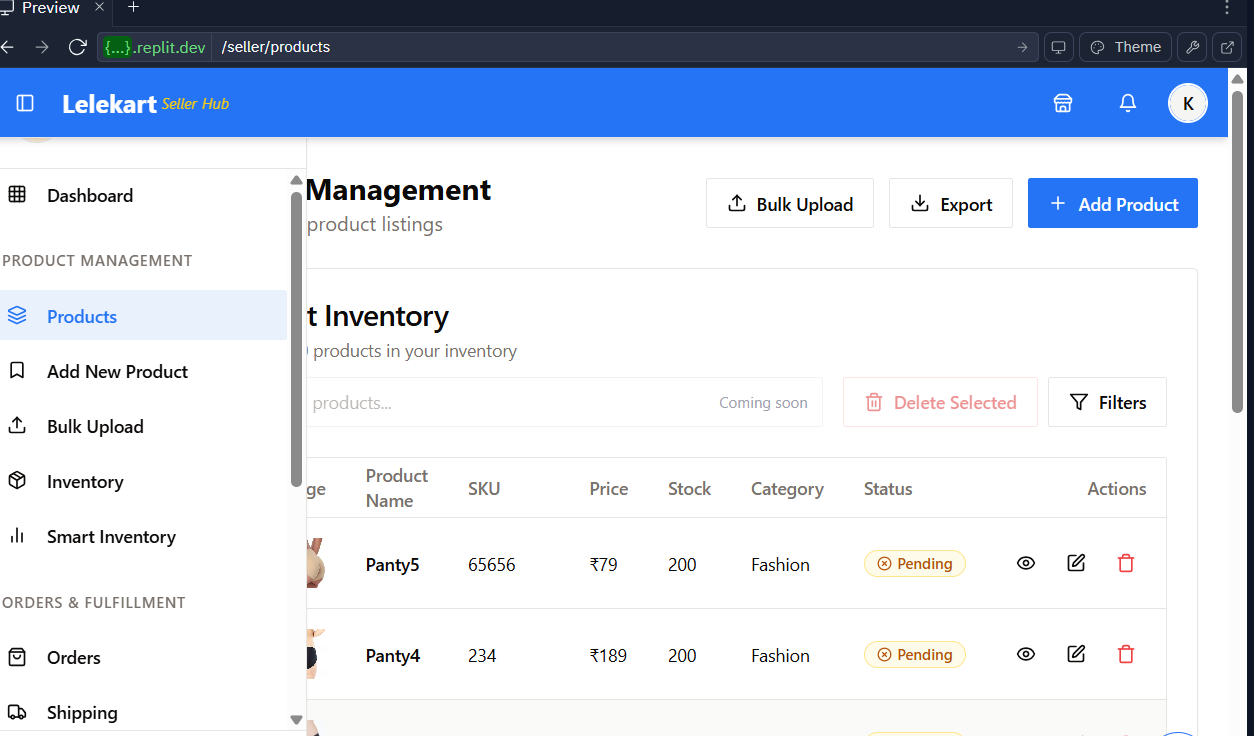 Preview
{...}.replit.dev /seller/products
Theme
Lelekart Seller Hub
K
Dashboard
PRODUCT MANAGEMENT
Products
Add New Product
Bulk Upload
Inventory
Smart Inventory
ORDERS & FULFILLMENT
Orders
Shipping
Management
product listings
Bulk Upload
Export
Add Product
t Inventory
products in your inventory
products...
Coming soon
Delete Selected
Filters
ge Product Name SKU Price Stock Category Status Actions
Panty5 65656 ₹79 200 Fashion Pending
Panty4 234 ₹189 200 Fashion Pending